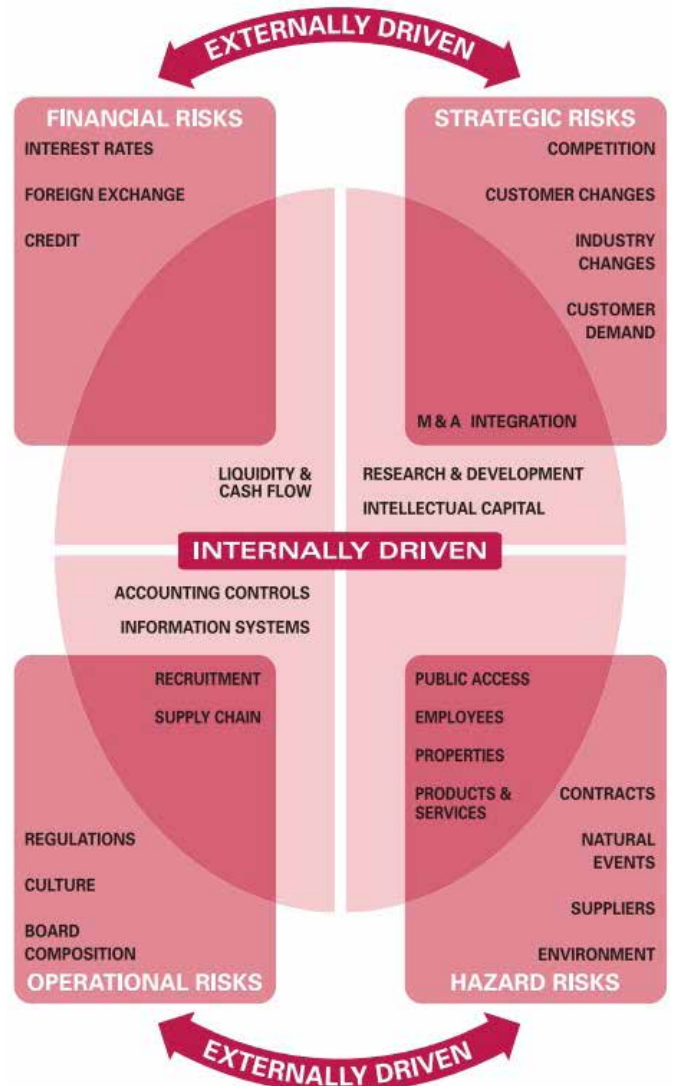 EXTERNALLY DRIVEN
FINANCIAL RISKS
INTEREST RATES
FOREIGN EXCHANGE
CREDIT
STRATEGIC RISKS
COMPETITION
CUSTOMER CHANGES
INDUSTRY
CHANGES
CUSTOMER
DEMAND
M & A INTEGRATION
LIQUIDITY &
CASH FLOW
RESEARCH & DEVELOPMENT
INTELLECTUAL CAPITAL
INTERNALLY DRIVEN
ACCOUNTING CONTROLS
INFORMATION SYSTEMS
RECRUITMENT
SUPPLY CHAIN
REGULATIONS
CULTURE
BOARD
COMPOSITION
OPERATIONAL RISKS
PUBLIC ACCESS
EMPLOYEES
PROPERTIES
PRODUCTS &
SERVICES
CONTRACTS
NATURAL
EVENTS
SUPPLIERS
ENVIRONMENT
HAZARD RISKS
EXTERNALLY DRIVEN